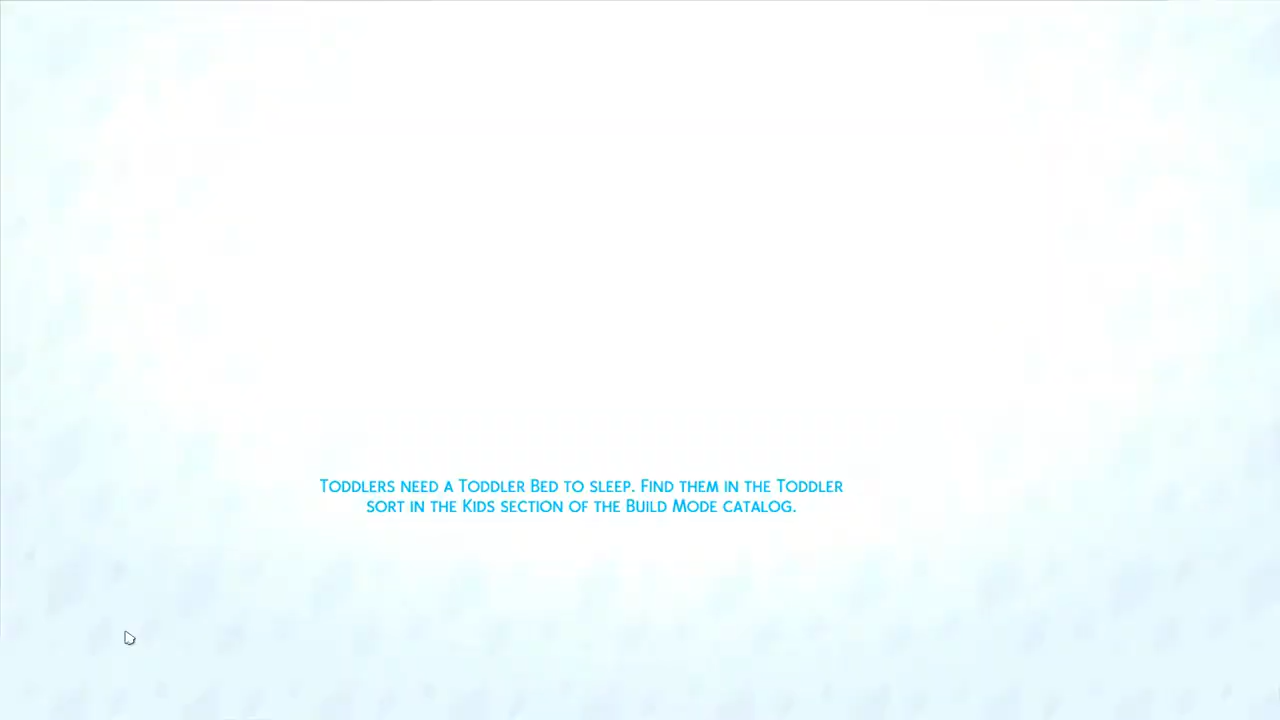 Toddlers need a Toddler Bed to sleep. Find them in the Toddler
sort in the Kids section of the Build Mode catalog.